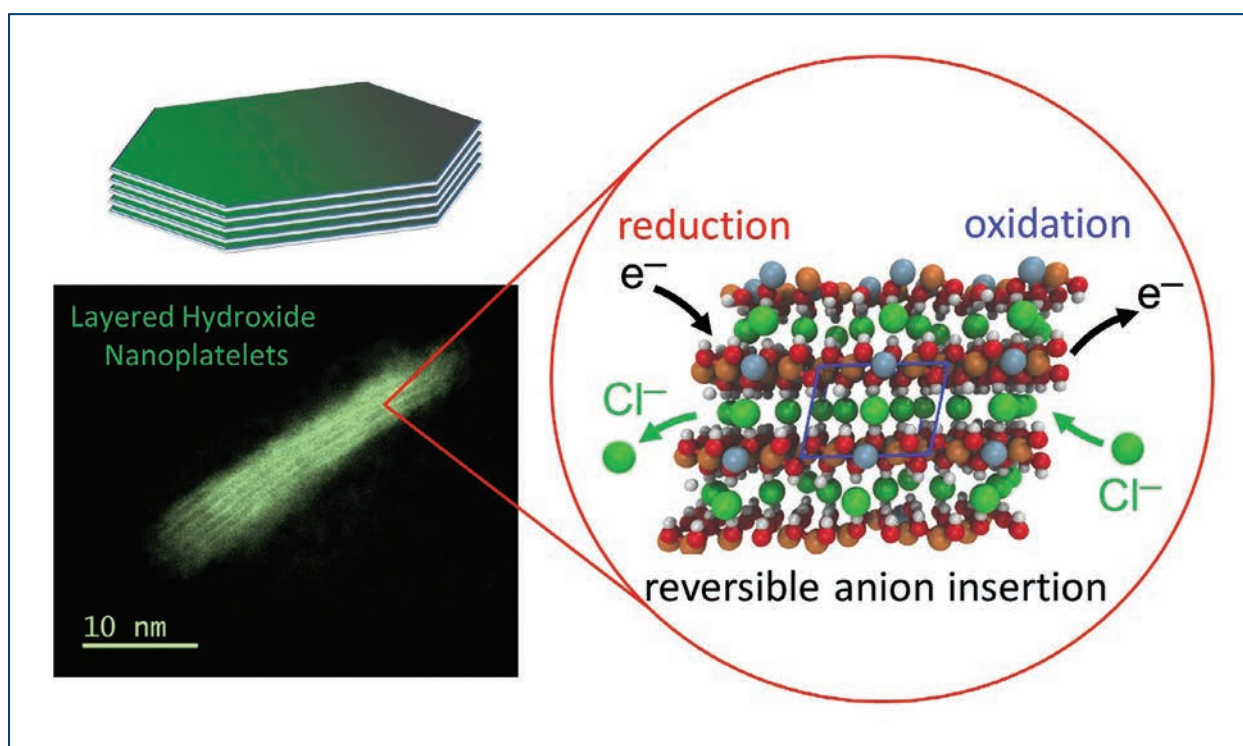 Layered Hydroxide
Nanoplatelets
10 nm
reduction
oxidation
e–
e–
Cl–
Cl–
reversible anion insertion